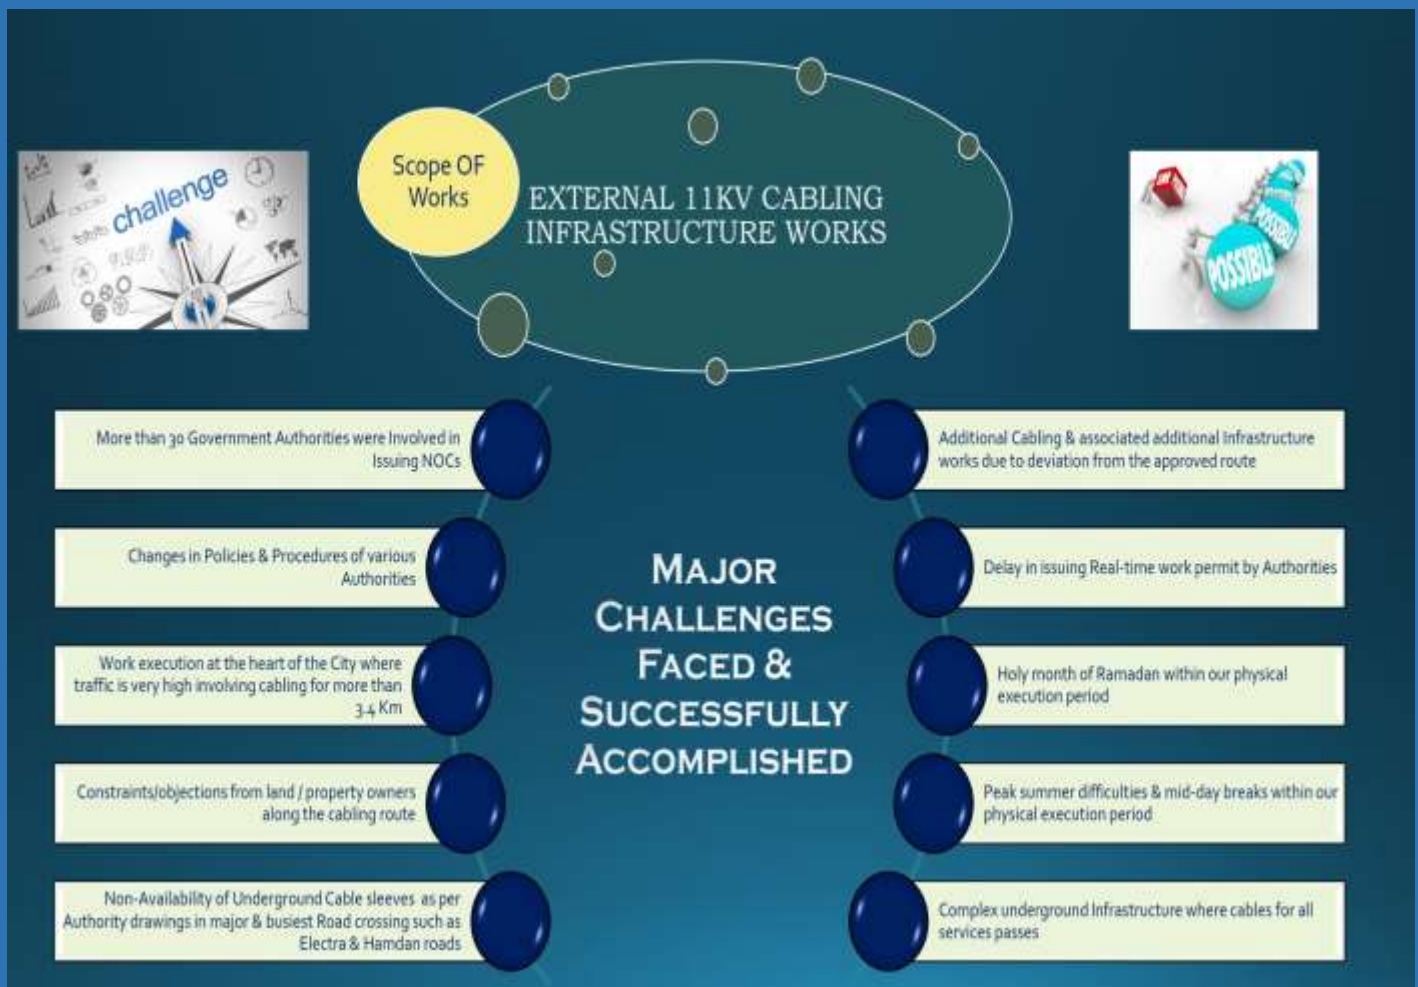 challenge
Scope OF
Works
EXTERNAL 11KV CABLING
INFRASTRUCTURE WORKS
POSSIBLE
POSSIBLE
More than 30 Government Authorities were Involved in
Issuing NOCs
Changes in Policies & Procedures of various
Authorities
Work execution at the heart of the City where
traffic is very high involving cabling for more than
3.4 Km
Constraints/objections from land / property owners
along the cabling route
Non-Availability of Underground Cable sleeves as per
Authority drawings in major & busiest Road crossing such as
Electra & Hamdan roads
MAJOR
CHALLENGES
FACED &
SUCCESSFULLY
ACCOMPLISHED
Additional Cabling & associated additional Infrastructure
works due to deviation from the approved route
Delay in issuing Real-time work permit by Authorities
Holy month of Ramadan within our physical
execution period
Peak summer difficulties & mid-day breaks within our
physical execution period
Complex underground Infrastructure where cables for all
services passes